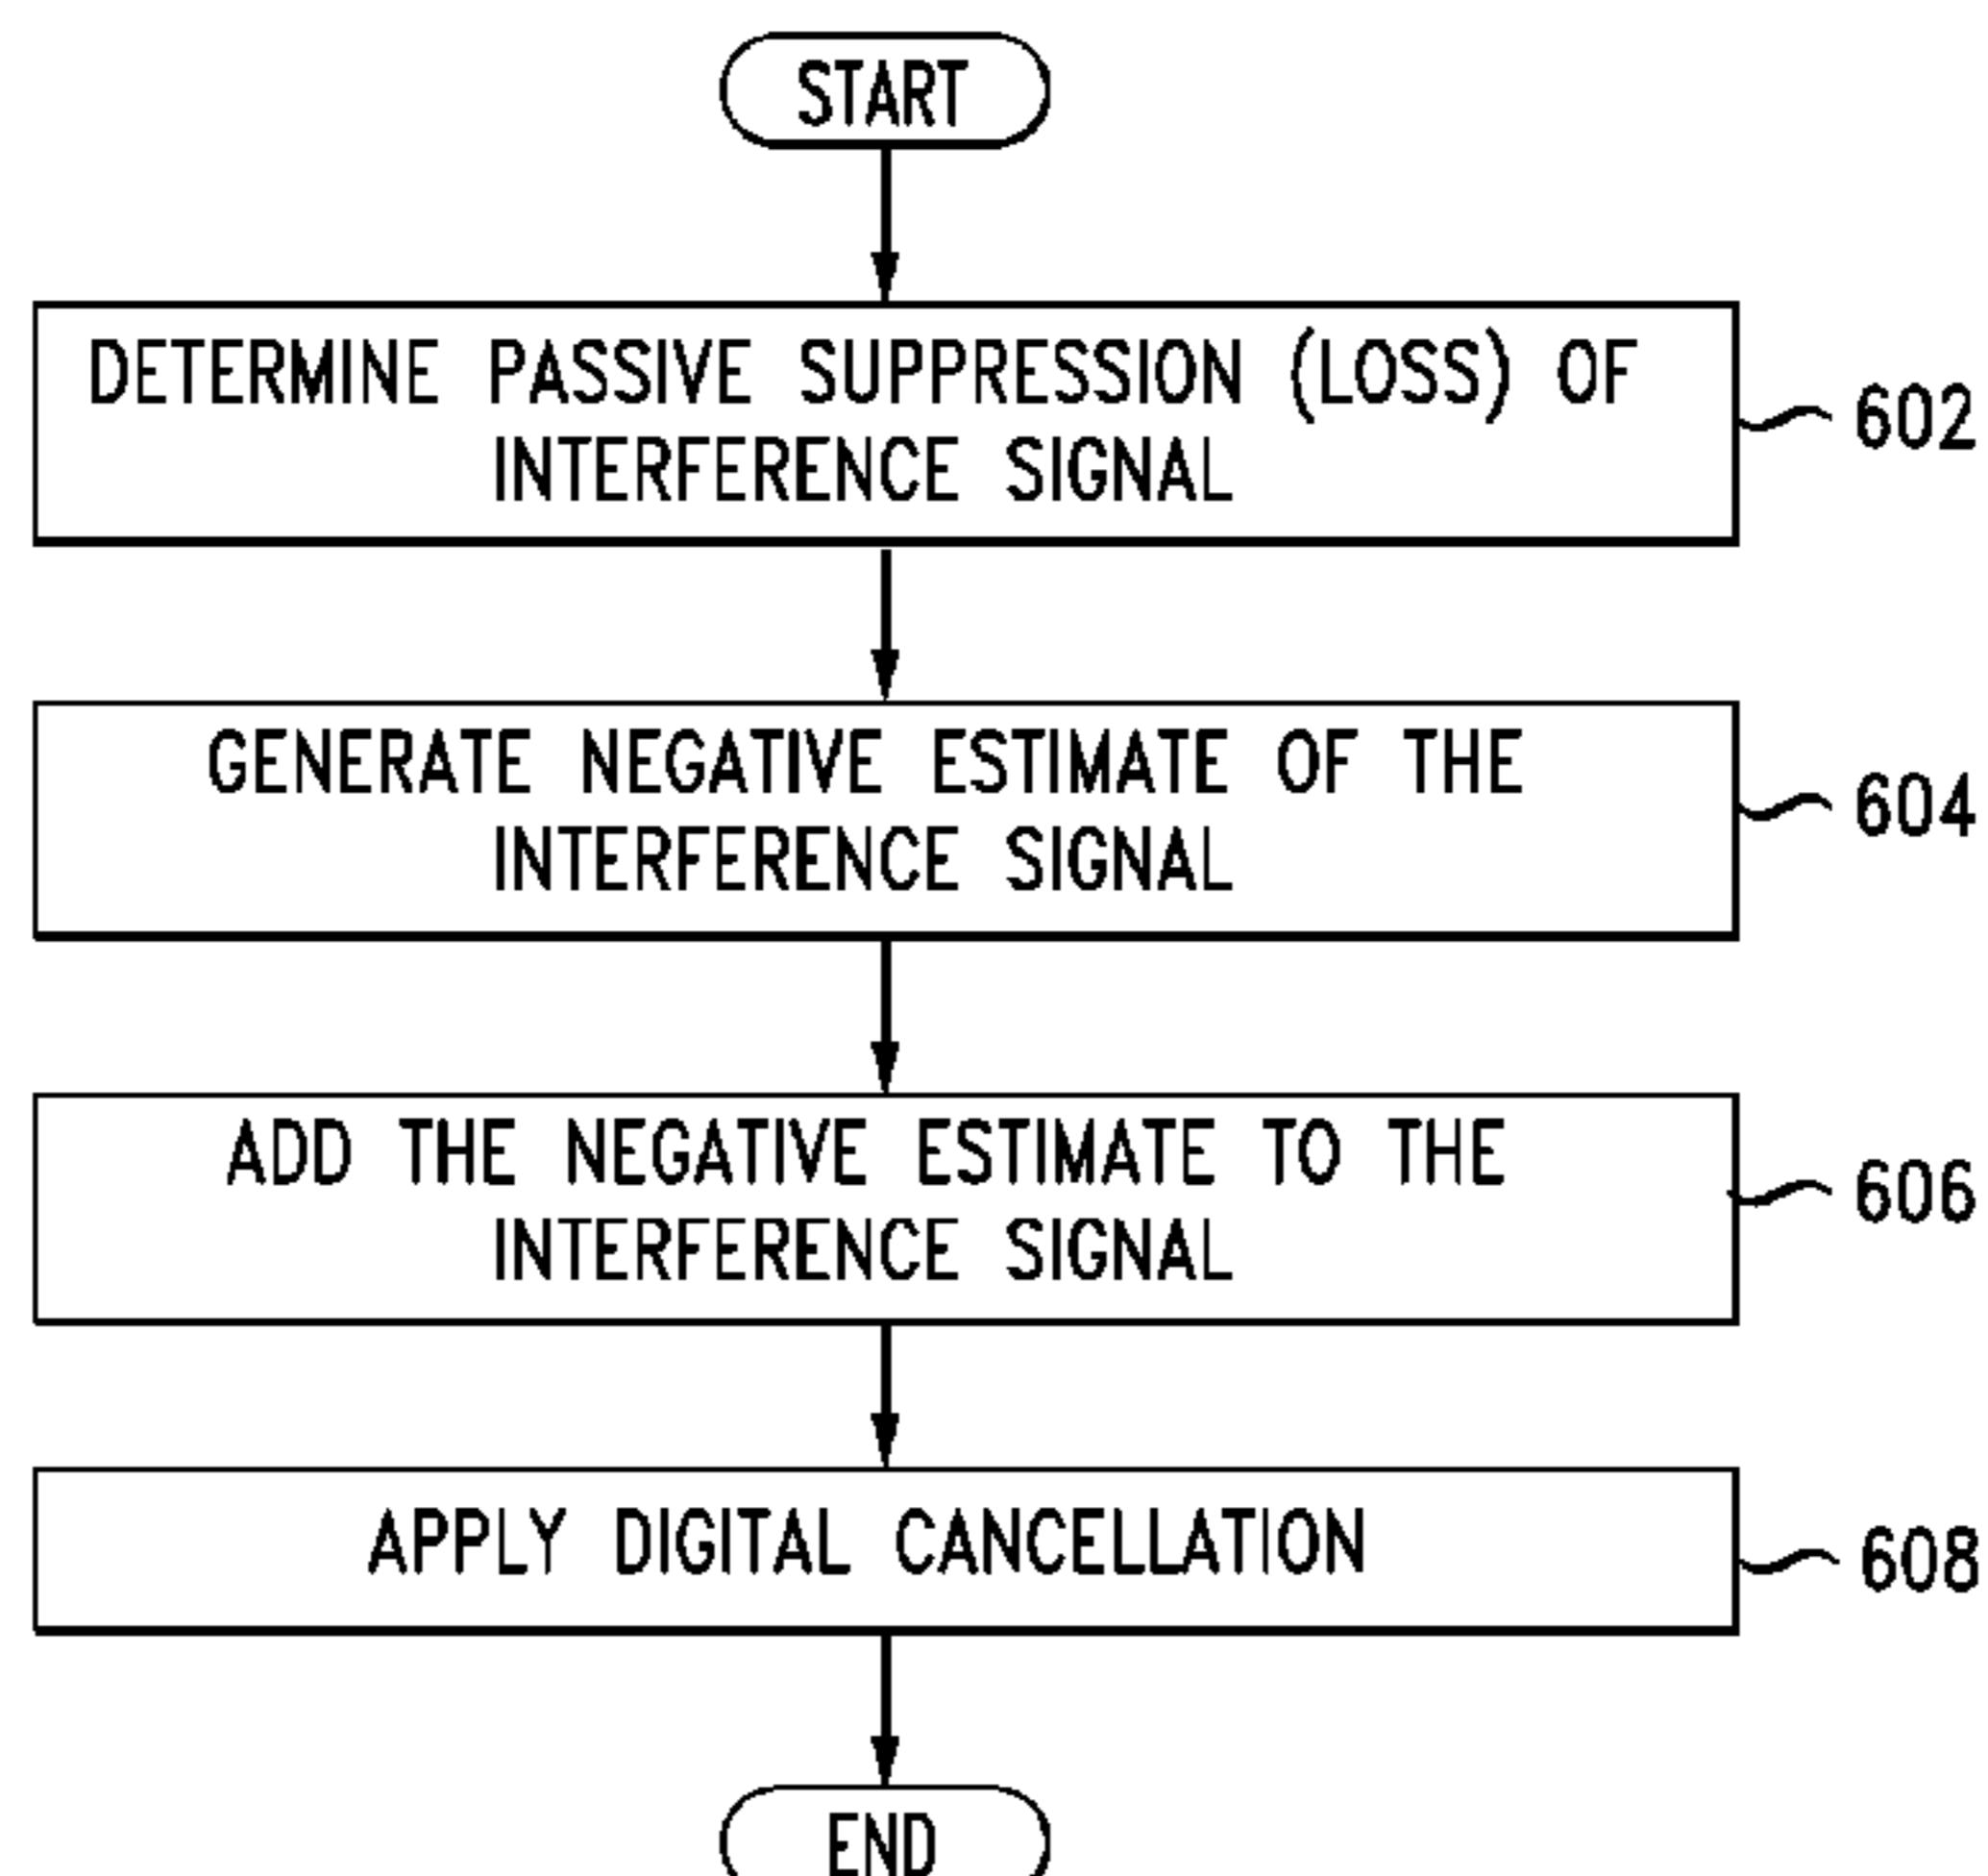 START
DETERMINE PASSIVE SUPPRESSION (LOSS) OF
INTERFERENCE SIGNAL
602
GENERATE NEGATIVE ESTIMATE OF THE
INTERFERENCE SIGNAL
604
ADD THE NEGATIVE ESTIMATE TO THE
INTERFERENCE SIGNAL
606
APPLY DIGITAL CANCELLATION
608
END